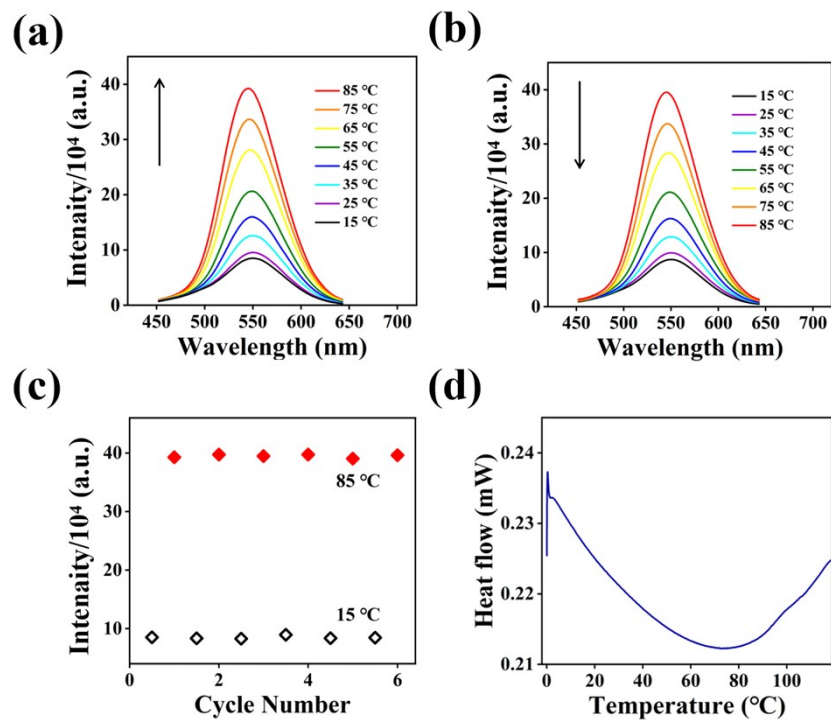 (a)
Intenaity/10⁴ (a.u.)
40
30
20
10
0
85 ℃
75 ℃
65 ℃
55 ℃
45 ℃
35 ℃
25 ℃
15 ℃
450 500 550 600 650 700
Wavelength (nm)
(b)
Intenaity/10⁴ (a.u.)
40
30
20
10
0
15 ℃
25 ℃
35 ℃
45 ℃
55 ℃
65 ℃
75 ℃
85 ℃
450 500 550 600 650 700
Wavelength (nm)
(c)
Intenaity/10⁴ (a.u.)
40
30
20
10
85 ℃
15 ℃
0 2 4 6
Cycle Number
(d)
Heat flow (mW)
0.24
0.23
0.22
0.21
0 20 40 60 80 100
Temperature (℃)